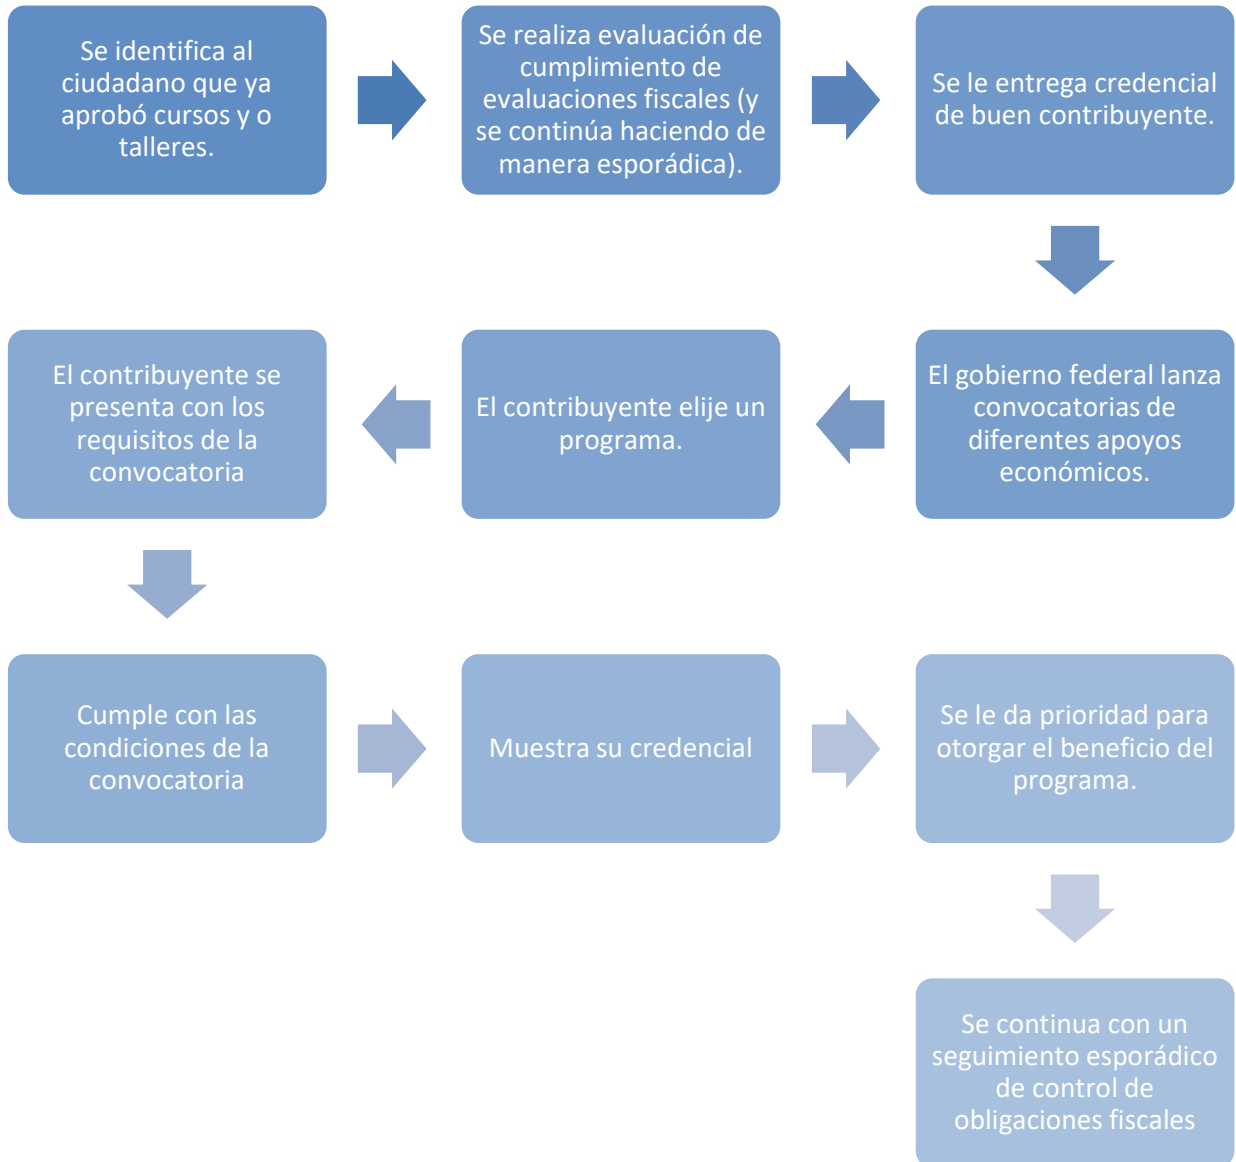 Se identifica al
ciudadano que ya
aprobó cursos y o
talleres.
Se realiza evaluación de
cumplimiento de
evaluaciones fiscales (y
se continúa haciendo de
manera esporádica).
Se le entrega credencial
de buen contribuyente.
El gobierno federal lanza
convocatorias de
diferentes apoyos
económicos.
El contribuyente elije un
programa.
El contribuyente se
presenta con los
requisitos de la
convocatoria
Cumple con las
condiciones de la
convocatoria
Muestra su credencial
Se le da prioridad para
otorgar el beneficio del
programa.
Se continua con un
seguimiento esporádico
de control de
obligaciones fiscales